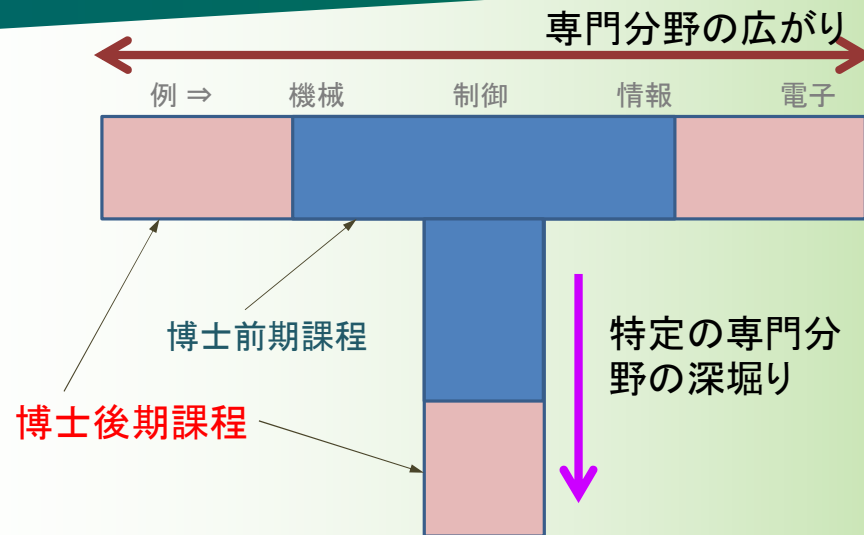 専門分野の広がり
例 ⇒ 機械 制御 情報 電子
博士前期課程
特定の専門分
野の深堀り
博士後期課程